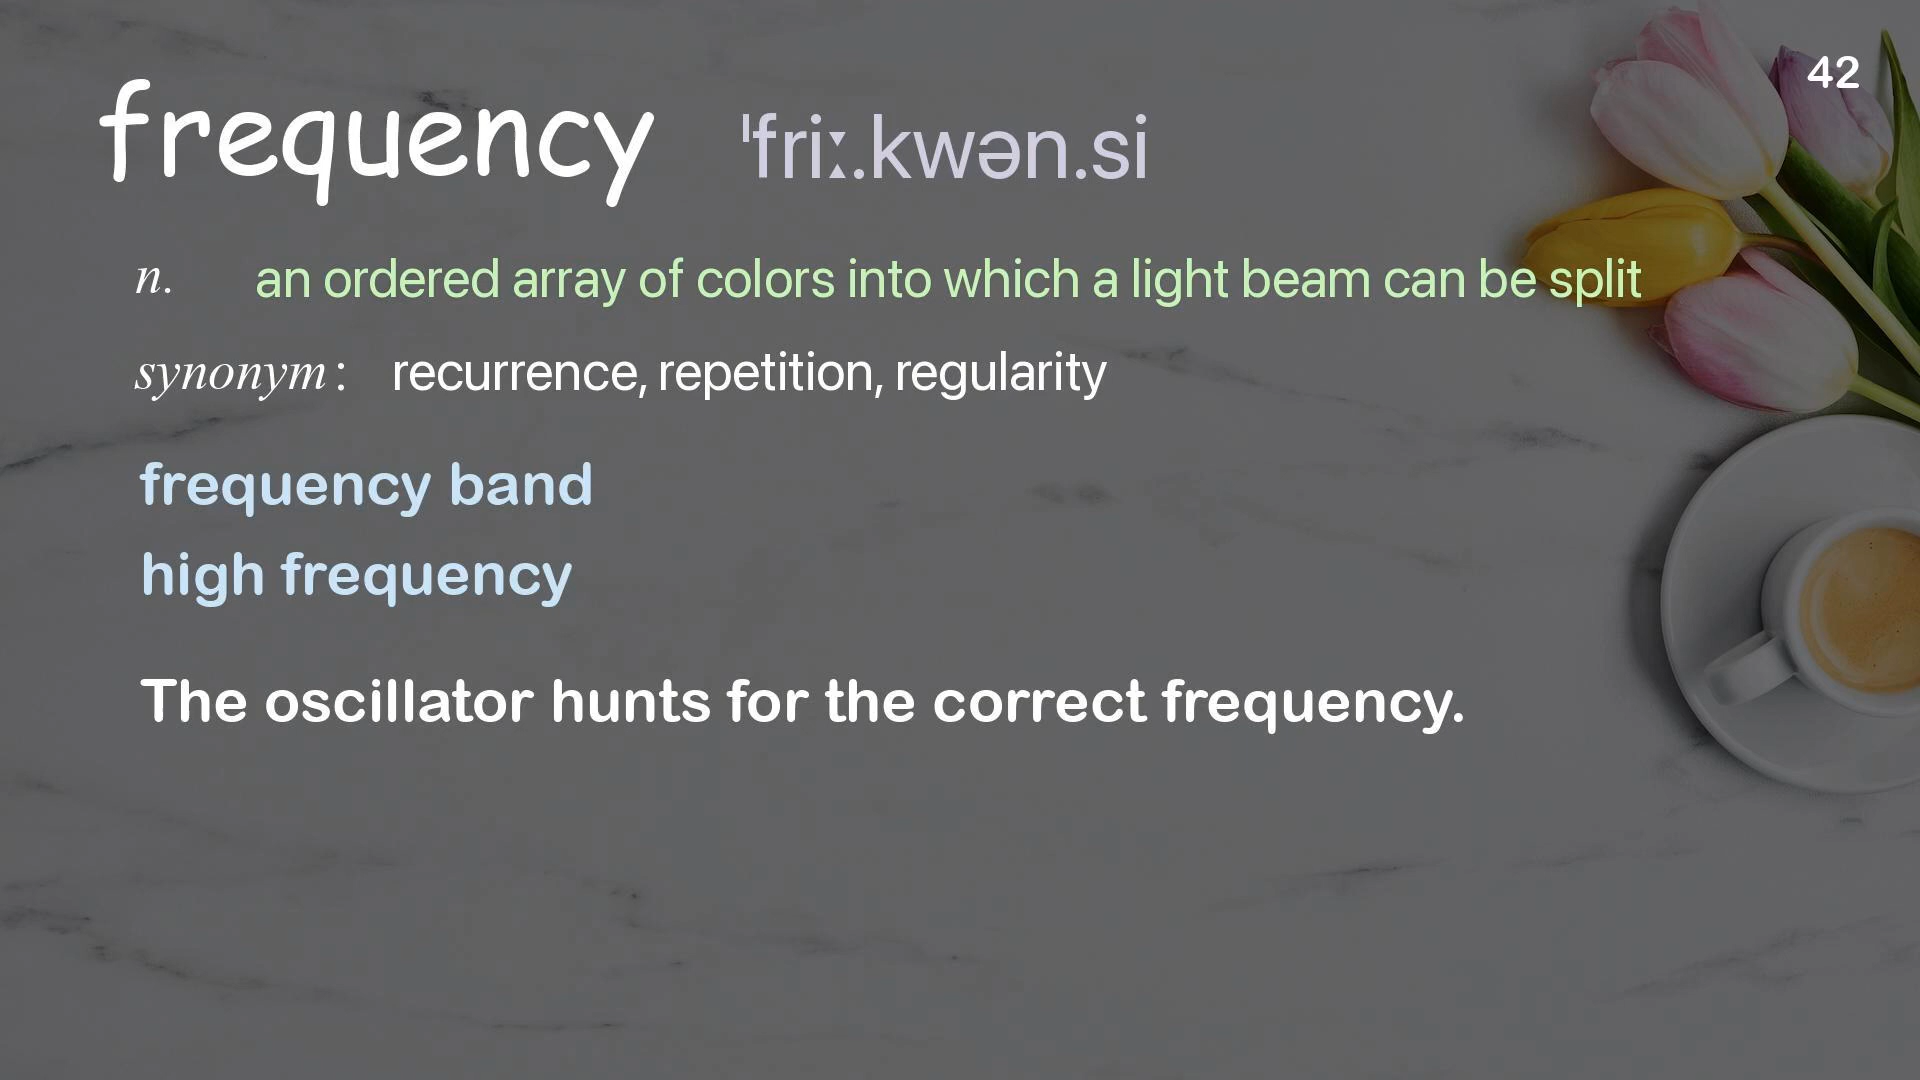 42
frequency ˈfriː.kwən.si
n. an ordered array of colors into which a light beam can be split
synonym : recurrence, repetition, regularity
frequency band
high frequency
The oscillator hunts for the correct frequency.